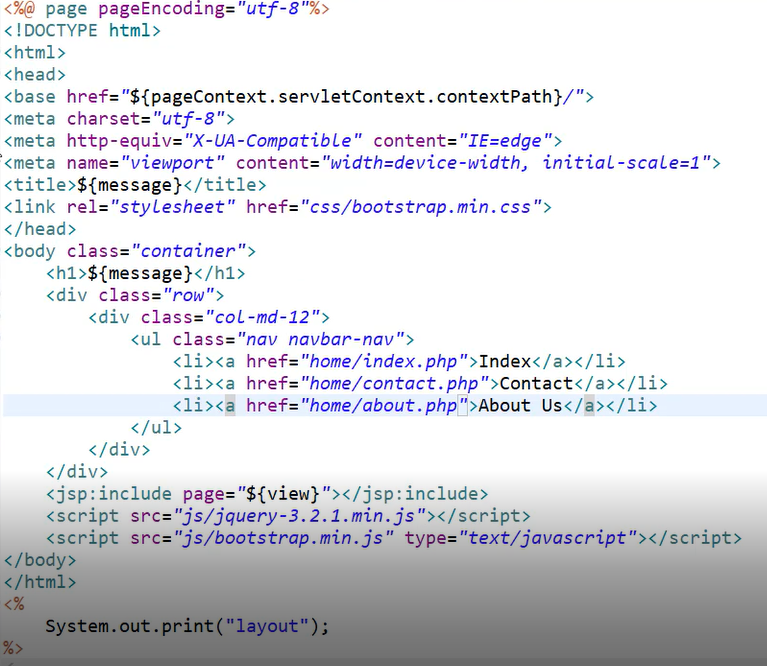 <%@ page pageEncoding="utf-8"%>
<!DOCTYPE html>
<html>
<head>
<base href="${pageContext.servletContext.contextPath}/">
<meta charset="utf-8">
<meta http-equiv="X-UA-Compatible" content="IE=edge">
<meta name="viewport" content="width=device-width, initial-scale=1">
<title>${message}</title>
<link rel="stylesheet" href="css/bootstrap.min.css">
</head>
<body class="container">
    <h1>${message}</h1>
    <div class="row">
        <div class="col-md-12">
            <ul class="nav navbar-nav">
                <li><a href="home/index.php">Index</a></li>
                <li><a href="home/contact.php">Contact</a></li>
                <li><a href="home/about.php">About Us</a></li>
            </ul>
        </div>
    </div>
    <jsp:include page="${view}"></jsp:include>
    <script src="js/jquery-3.2.1.min.js"></script>
    <script src="js/bootstrap.min.js" type="text/javascript"></script>
</body>
</html>
<%
    System.out.print("layout");
%>